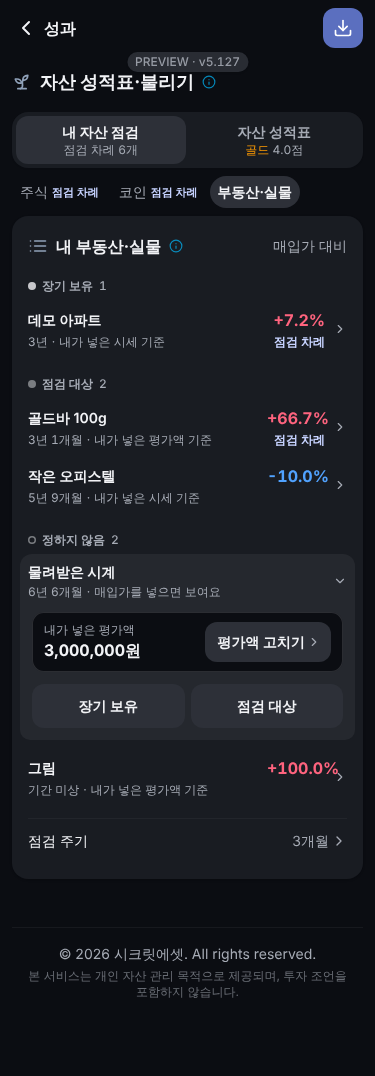 성과
PREVIEW · v5.127
자산 성적표·불리기
내 자산 점검
점검 차례 6개
자산 성적표
골드 4.0점
주식 점검 차례
코인 점검 차례
부동산·실물
내 부동산·실물
매입가 대비
장기 보유 1
데모 아파트
+7.2%
3년 · 내가 넣은 시세 기준
점검 차례
점검 대상 2
골드바 100g
+66.7%
3년 1개월 · 내가 넣은 평가액 기준
점검 차례
작은 오피스텔
-10.0%
5년 9개월 · 내가 넣은 시세 기준
정하지 않음 2
물려받은 시계
6년 6개월 · 매입가를 넣으면 보여요
내가 넣은 평가액
3,000,000원
평가액 고치기
장기 보유
점검 대상
그림
+100.0%
기간 미상 · 내가 넣은 평가액 기준
점검 주기
3개월
© 2026 시크릿에셋. All rights reserved.
본 서비스는 개인 자산 관리 목적으로 제공되며, 투자 조언을
포함하지 않습니다.